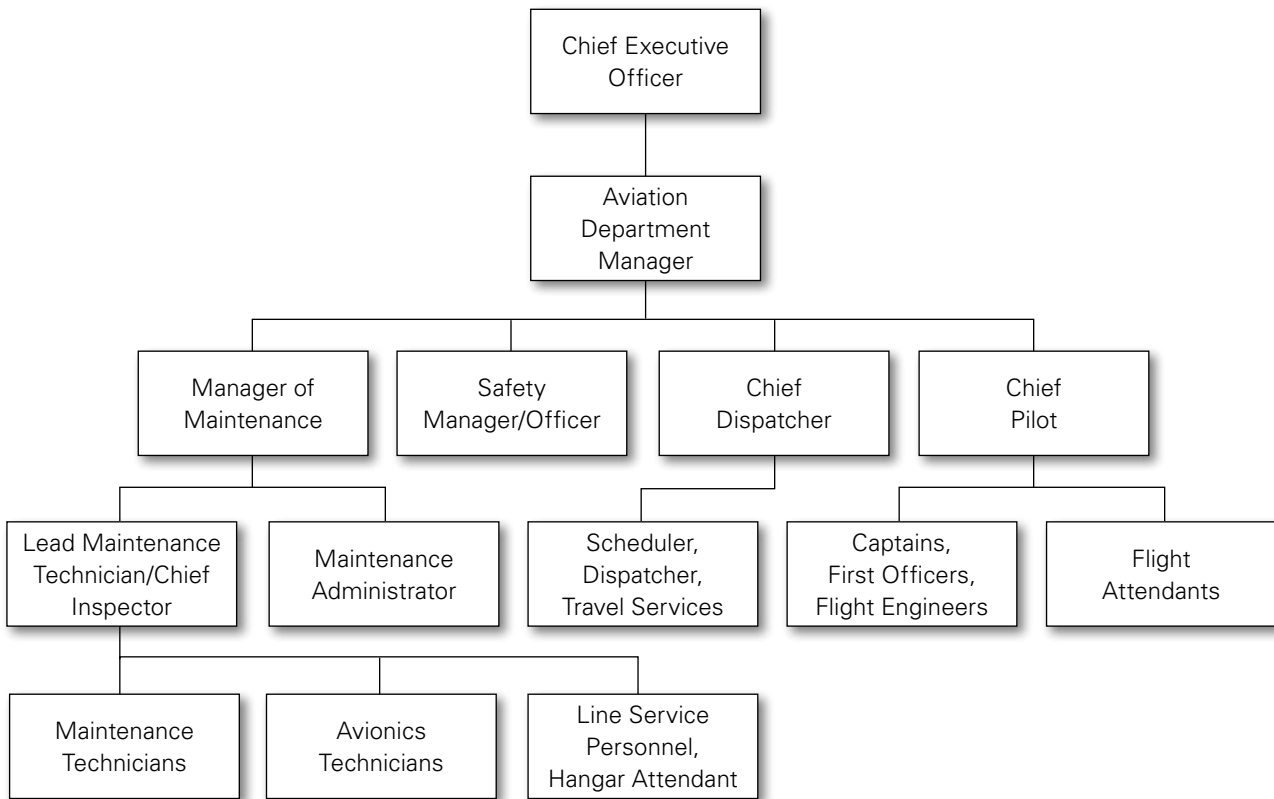 Chief Executive
Officer
Aviation
Department
Manager
Manager of
Maintenance
Safety
Manager/Officer
Chief
Dispatcher
Chief
Pilot
Lead Maintenance
Technician/Chief
Inspector
Maintenance
Administrator
Scheduler,
Dispatcher,
Travel Services
Captains,
First Officers,
Flight Engineers
Flight
Attendants
Maintenance
Technicians
Avionics
Technicians
Line Service
Personnel,
Hangar Attendant